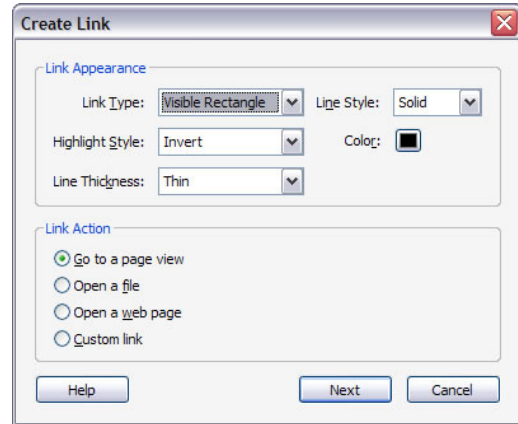 Create Link
Link Appearance
Link Type: Visible Rectangle Line Style: Solid
Highlight Style: Invert Color:
Line Thickness: Thin
Link Action
Go to a page view
Open a file
Open a web page
Custom link
Help Next Cancel